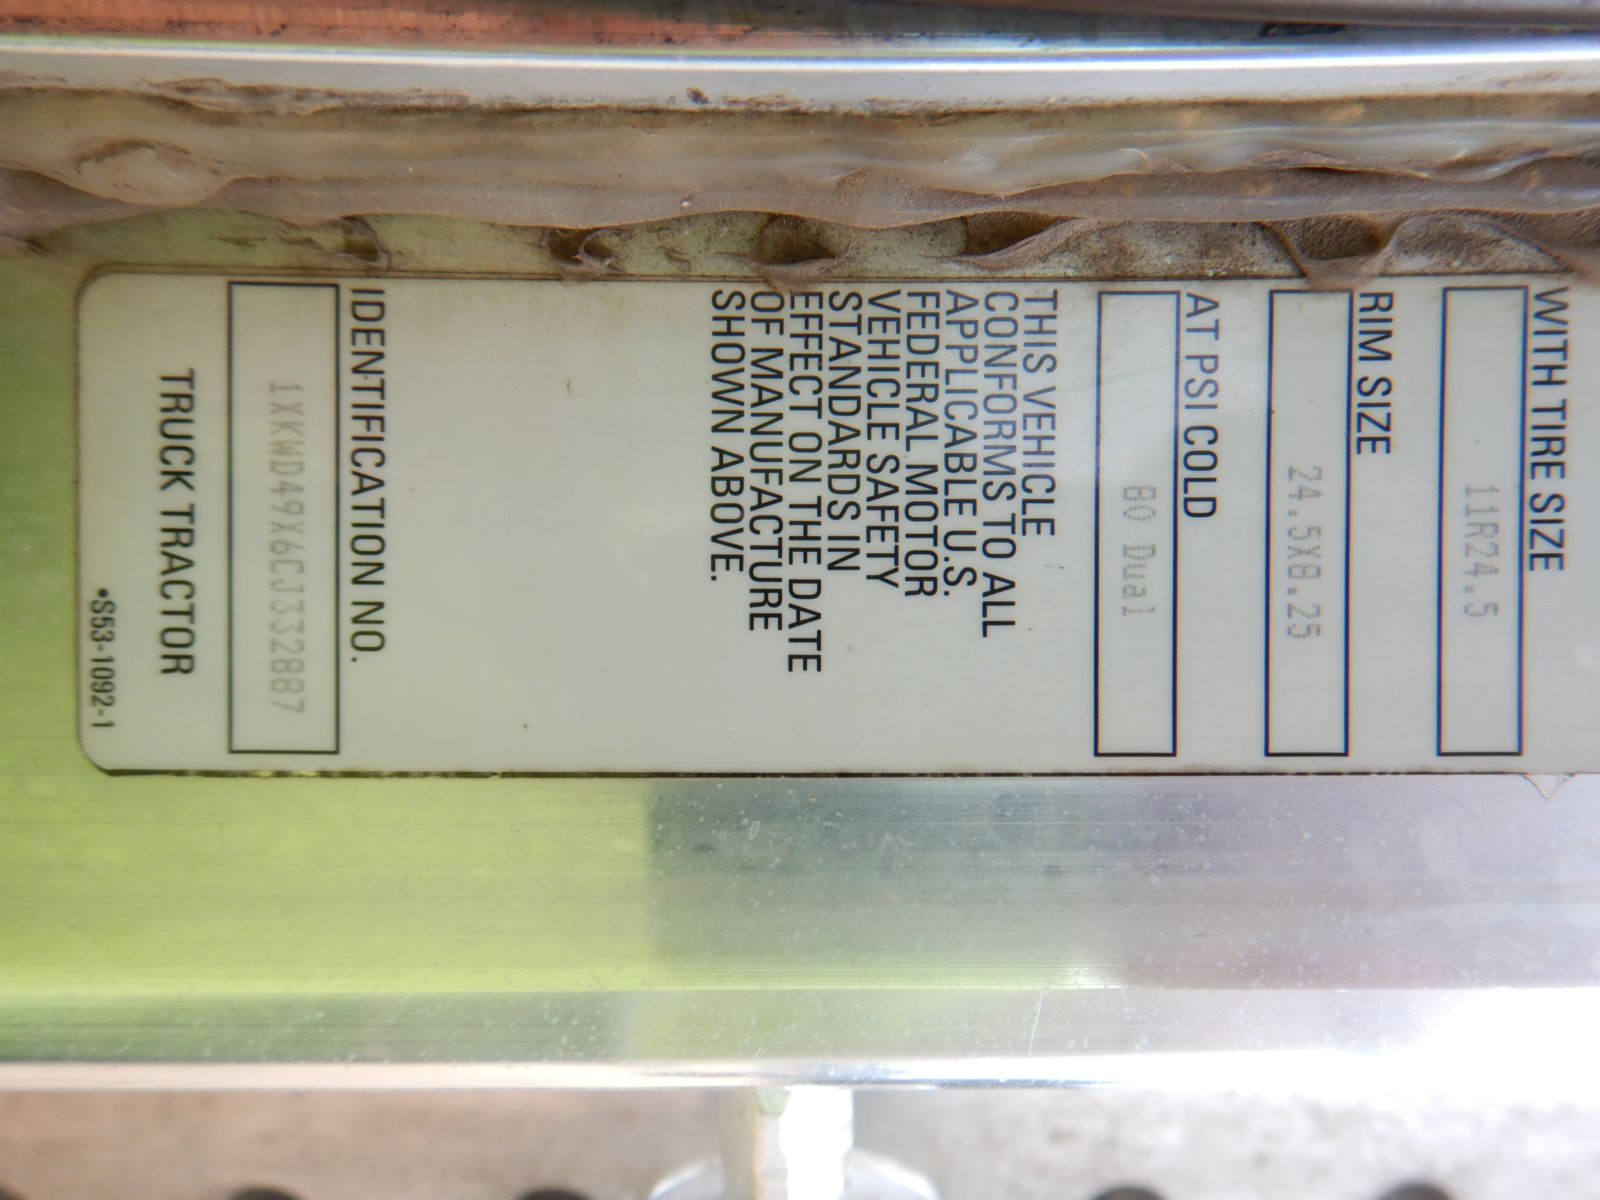 WITH TIRE SIZE
11R24.5
RIM SIZE
24.5X8.25
AT PSI COLD
80 Dual
THIS VEHICLE
CONFORMS TO ALL
APPLICABLE U.S.
FEDERAL MOTOR
VEHICLE SAFETY
STANDARDS IN
EFFECT ON THE DATE
OF MANUFACTURE
SHOWN ABOVE.
IDENTIFICATION NO.
1XKWD49X6CJ332887
TRUCK TRACTOR
•S53-1092-1